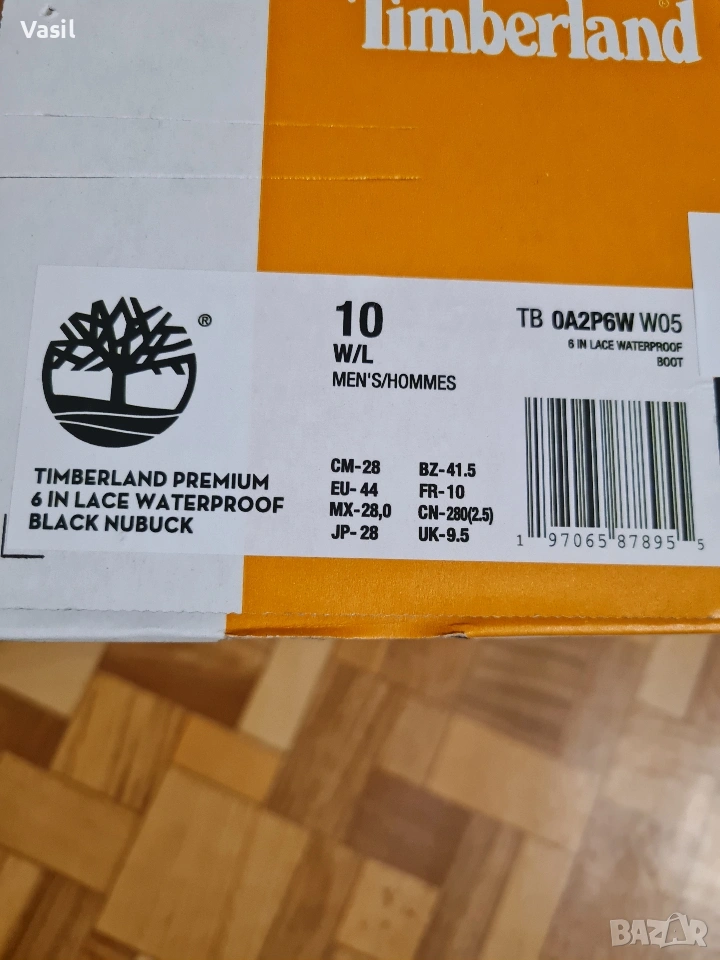 Vasil
Timberland®
®
10
W/L
MEN'S/HOMMES
TB 0A2P6W W05
6 IN LACE WATERPROOF
BOOT
TIMBERLAND PREMIUM
6 IN LACE WATERPROOF
BLACK NUBUCK
CM-28 BZ-41.5
EU- 44 FR-10
MX-28,0 CN-280(2.5)
JP- 28 UK-9.5
1 97065 87895 5
BAZAR